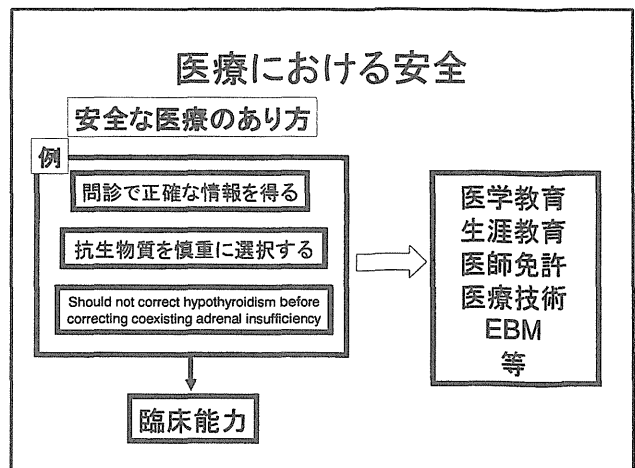 医療における安全
安全な医療のあり方
例
問診で正確な情報を得る
抗生物質を慎重に選択する
Should not correct hypothyroidism before
correcting coexisting adrenal insufficiency
臨床能力
医学教育
生涯教育
医師免許
医療技術
EBM
等